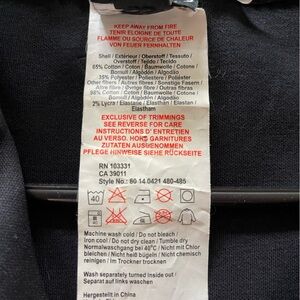 KEEP AWAY FROM FIRE
TENIR ELOIGNE DE TOUTE
FLAMME OU SOURCE DE CHALEUR
VON FEUER FERNHALTEN
Shell / Extérieur / Oberstoff / Tessuto /
Overstoff / Tejido / Tecido
65% Cotton / Coton / Baumwolle / Cotone /
Bomull / Algodón / Algodão
35% Polyester / Poliéster
Other fibres / Autres fibres / Sonstige Fasern /
Altre fibre / Øvrige fibre / Outras fibras
98% Cotton / Coton / Baumwolle / Cotone /
Bomull / Algodón / Algodão
2% Lycra / Elastane / Elasthan / Elastan /
Elastham
EXCLUSIVE OF TRIMMINGS
SEE REVERSE FOR CARE
INSTRUCTIONS D' ENTRETIEN
AU VERSO. HORS GARNITURES
ZUTATEN AUSGENOMMEN
PFLEGE HINWEISE SIEHE RÜCKSEITE
RN 103331
CA 39011
Style No.: 80 14 0421 480-485
40
Machine wash cold / Do not bleach /
Iron cool / Do not dry clean / Tumble dry
Normalwaschgang bei 40°C / Nicht mit Chlor
bleichen / Nicht heiß bügeln / Nicht chemisch
reinigen / Im Trockner trocknen
Wash separately turned inside out /
Separat auf links waschen /
Hergestellt in China